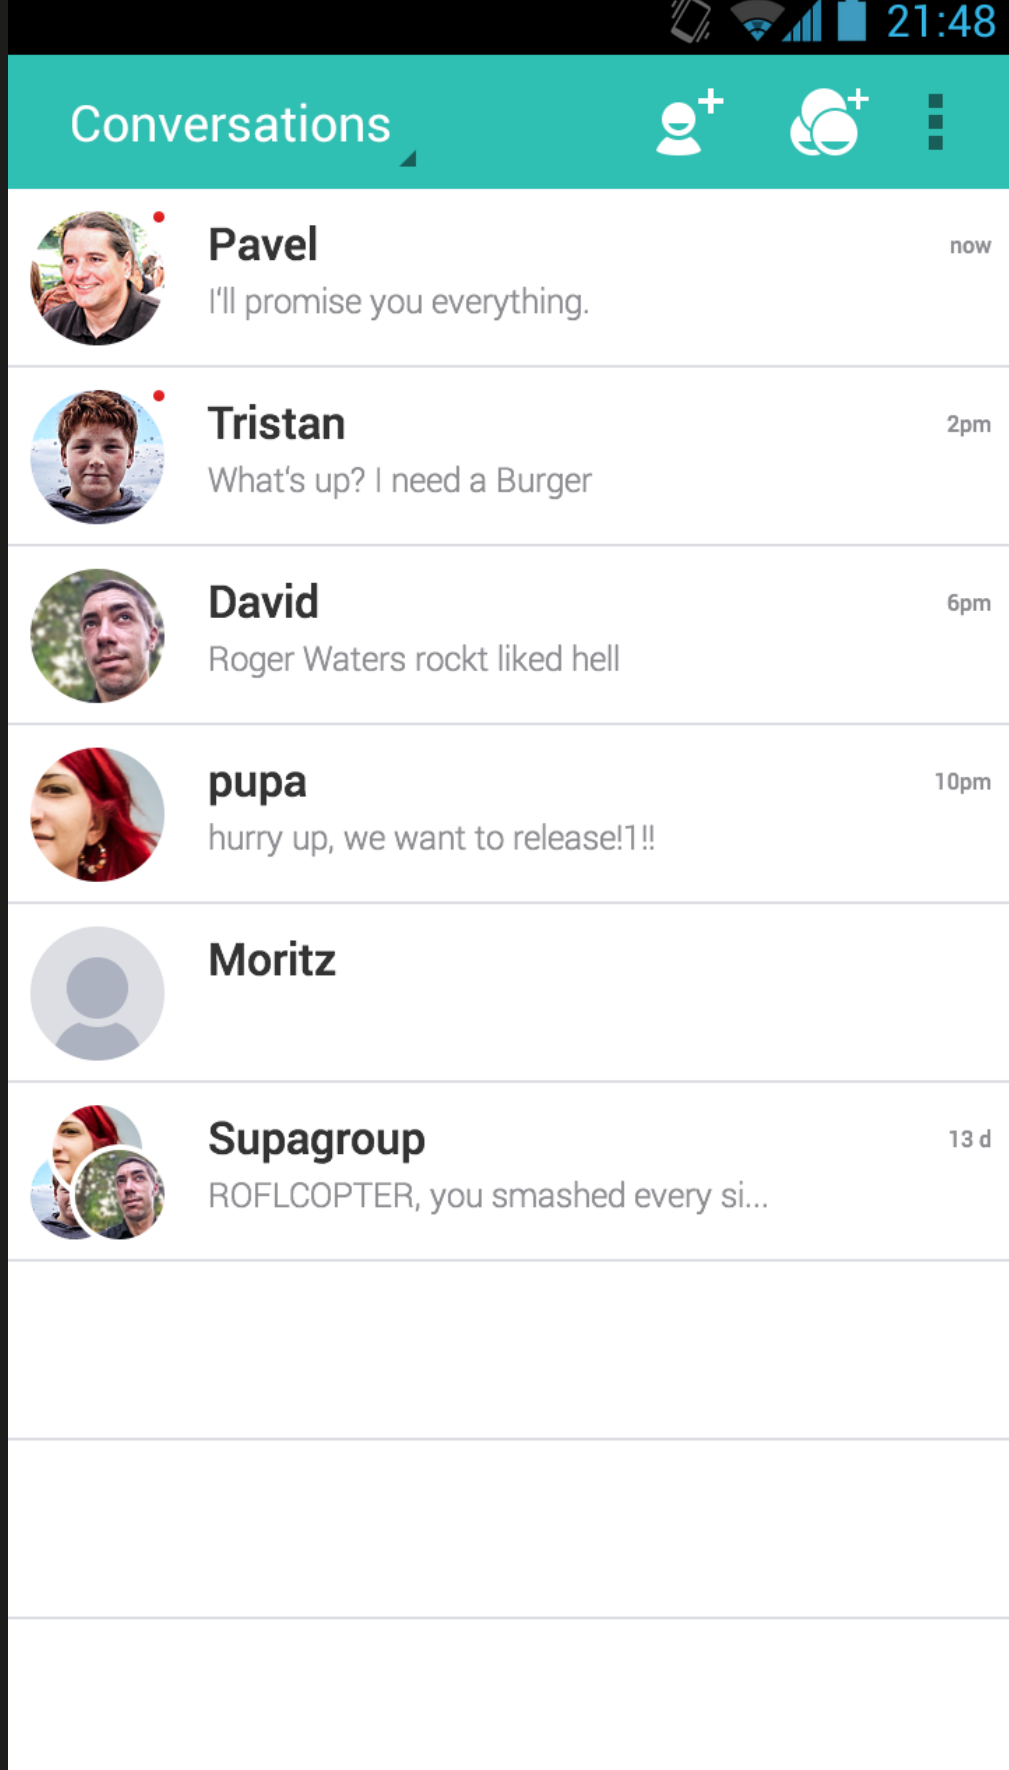 21:48
Conversations
Pavel
now
I‘ll promise you everything.
Tristan
2pm
What‘s up? I need a Burger
David
6pm
Roger Waters rockt liked hell
pupa
10pm
hurry up, we want to release!1!!
Moritz
Supagroup
13 d
ROFLCOPTER, you smashed every si...